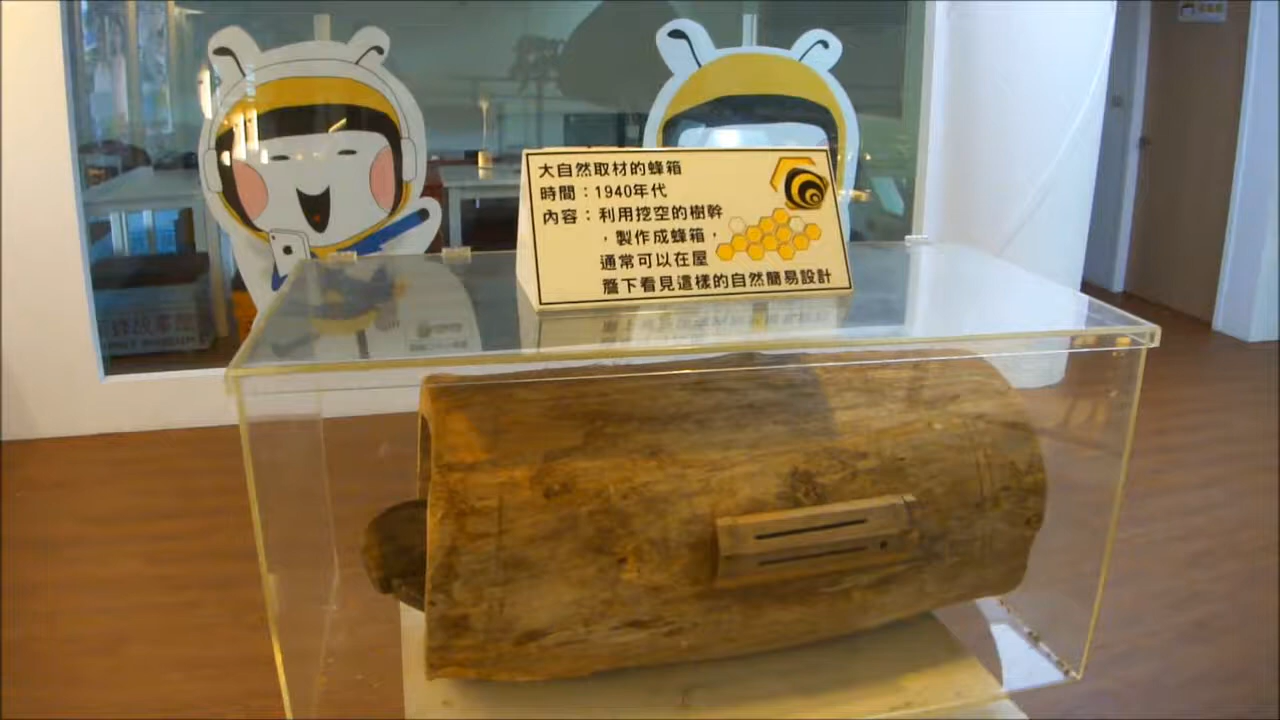 大自然取材的蜂箱
時間：1940年代
內容：利用挖空的樹幹
，製作成蜂箱，
通常可以在屋
簷下看見這樣的自然簡易設計